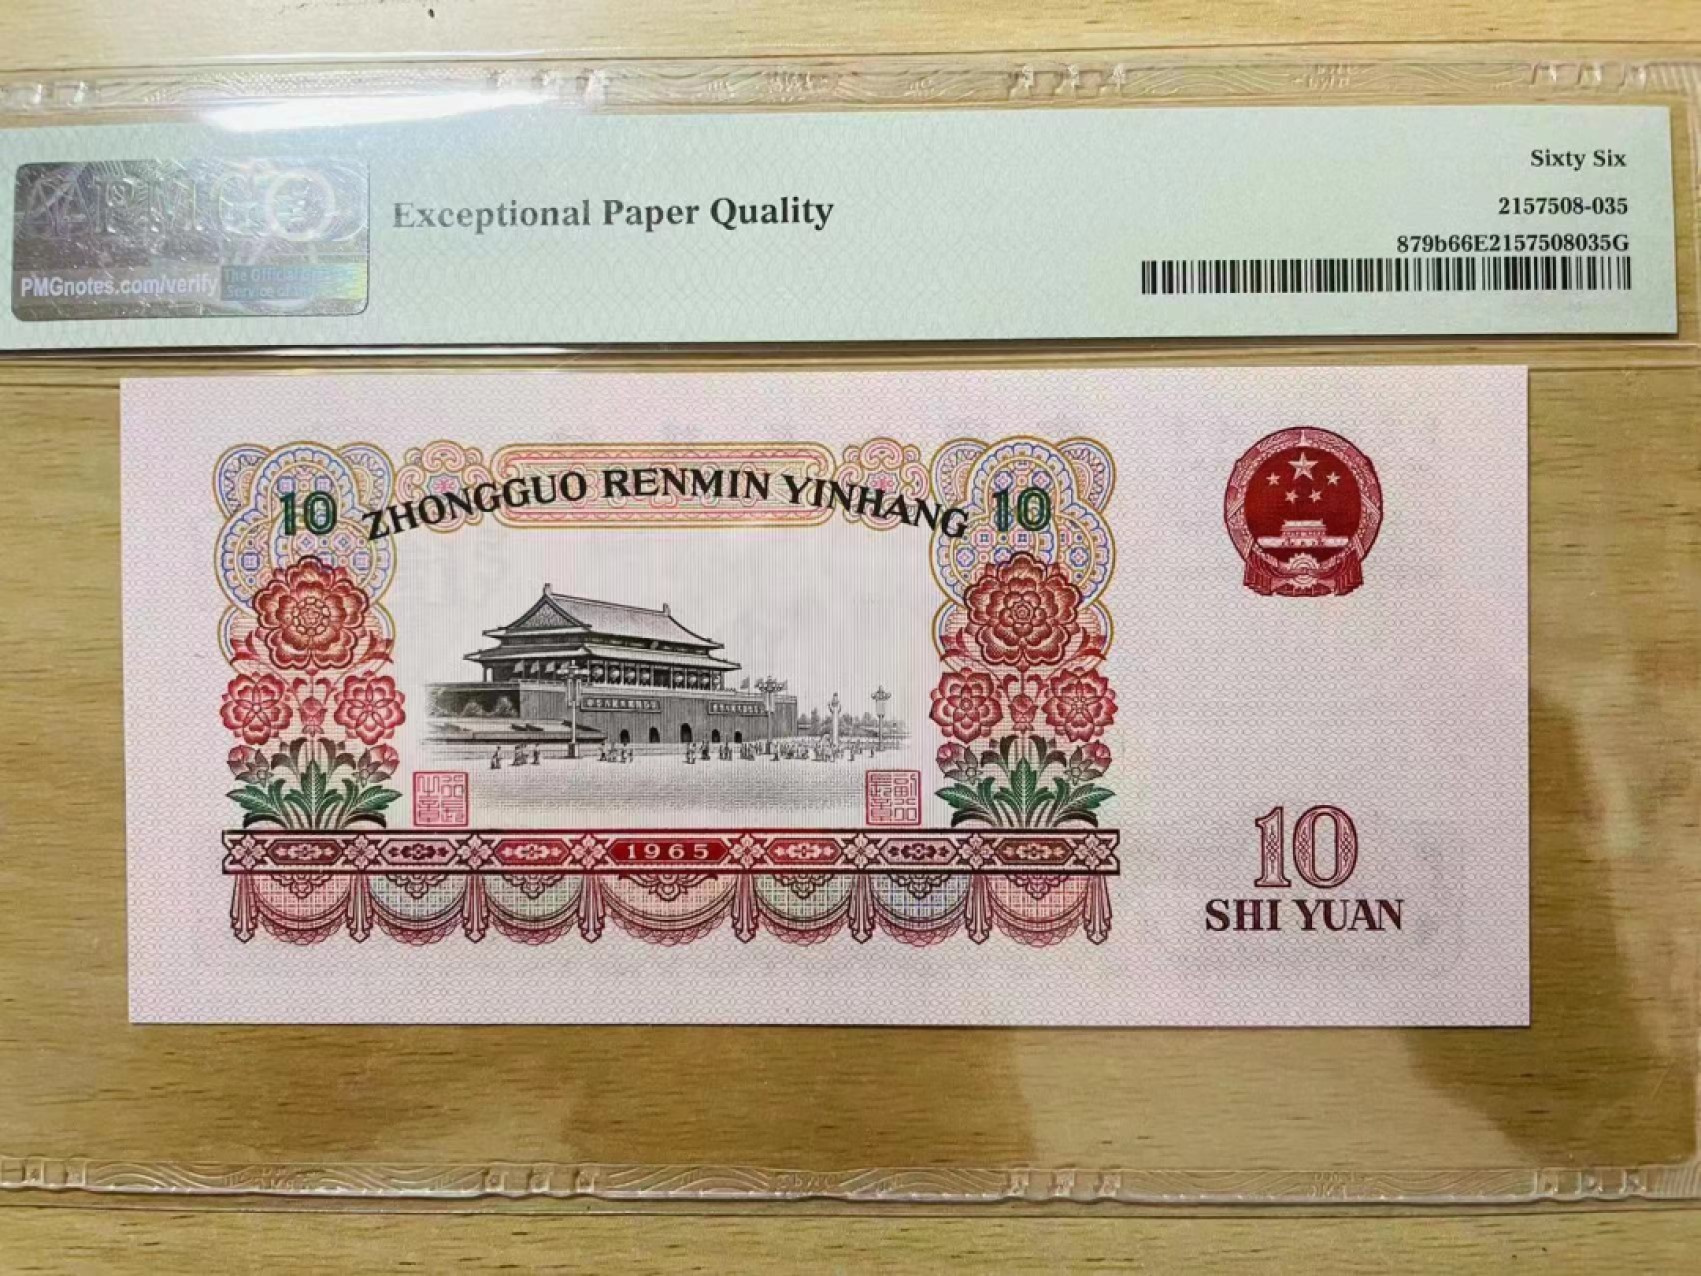 Sixty Six
2157508-035
879b66E2157508035G
Exceptional Paper Quality
PMG
PMGnotes.com/verify
10 ZHONGGUO RENMIN YINHANG 10
1965
10
SHI YUAN